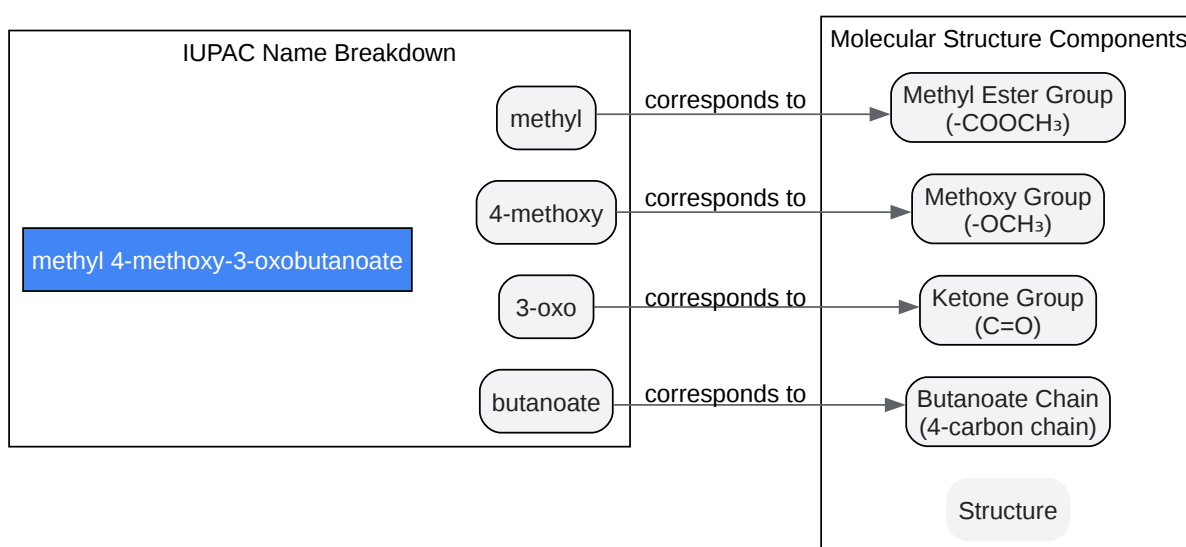 IUPAC Name Breakdown
methyl 4-methoxy-3-oxobutanoate
methyl
4-methoxy
3-oxo
butanoate
corresponds to
corresponds to
corresponds to
corresponds to
Molecular Structure Components
Methyl Ester Group
(-COOCH₃)
Methoxy Group
(-OCH₃)
Ketone Group
(C=O)
Butanoate Chain
(4-carbon chain)
Structure